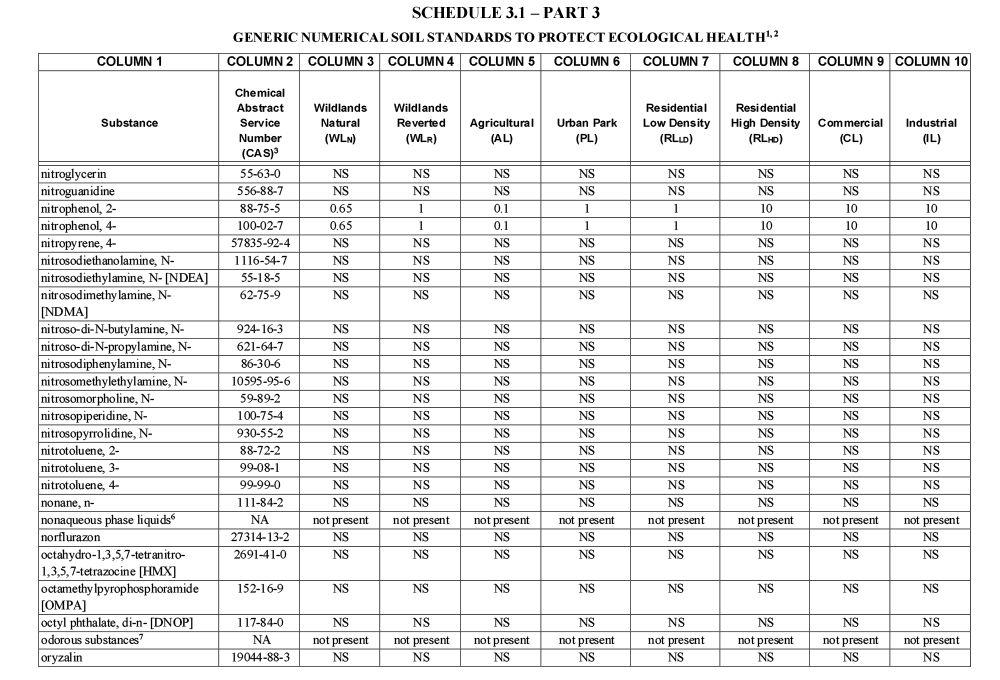 SCHEDULE 3.1 – PART 3
GENERIC NUMERICAL SOIL STANDARDS TO PROTECT ECOLOGICAL HEALTH1, 2
COLUMN 1 COLUMN 2 COLUMN 3 COLUMN 4 COLUMN 5 COLUMN 6 COLUMN 7 COLUMN 8 COLUMN 9 COLUMN 10
Substance Chemical Abstract Service Number (CAS)3 Wildlands Natural (WLN) Wildlands Reverted (WLR) Agricultural (AL) Urban Park (PL) Residential Low Density (RLLD) Residential High Density (RLHD) Commercial (CL) Industrial (IL)
nitroglycerin 55-63-0 NS NS NS NS NS NS NS NS
nitroguanidine 556-88-7 NS NS NS NS NS NS NS NS
nitrophenol, 2- 88-75-5 0.65 1 0.1 1 1 10 10 10
nitrophenol, 4- 100-02-7 0.65 1 0.1 1 1 10 10 10
nitropyrene, 4- 57835-92-4 NS NS NS NS NS NS NS NS
nitrosodiethanolamine, N- 1116-54-7 NS NS NS NS NS NS NS NS
nitrosodiethylamine, N- [NDEA] 55-18-5 NS NS NS NS NS NS NS NS
nitrosodimethylamine, N- 62-75-9 NS NS NS NS NS NS NS NS
[NDMA]
nitroso-di-N-butylamine, N- 924-16-3 NS NS NS NS NS NS NS NS
nitroso-di-N-propylamine, N- 621-64-7 NS NS NS NS NS NS NS NS
nitrosodiphenylamine, N- 86-30-6 NS NS NS NS NS NS NS NS
nitrosomethylethylamine, N- 10595-95-6 NS NS NS NS NS NS NS NS
nitrosomorpholine, N- 59-89-2 NS NS NS NS NS NS NS NS
nitrosopiperidine, N- 100-75-4 NS NS NS NS NS NS NS NS
nitrosopyrrolidine, N- 930-55-2 NS NS NS NS NS NS NS NS
nitrotoluene, 2- 88-72-2 NS NS NS NS NS NS NS NS
nitrotoluene, 3- 99-08-1 NS NS NS NS NS NS NS NS
nitrotoluene, 4- 99-99-0 NS NS NS NS NS NS NS NS
nonane, n- 111-84-2 NS NS NS NS NS NS NS NS
nonaqueous phase liquids6 NA not present not present not present not present not present not present not present not present
norflurazon 27314-13-2 NS NS NS NS NS NS NS NS
octahydro-1,3,5,7-tetranitro- 2691-41-0 NS NS NS NS NS NS NS NS
1,3,5,7-tetrazocine [HMX]
octamethylpyrophosphoramide 152-16-9 NS NS NS NS NS NS NS NS
[OMPA]
octyl phthalate, di-n- [DNOP] 117-84-0 NS NS NS NS NS NS NS NS
odorous substances7 NA not present not present not present not present not present not present not present not present
oryzalin 19044-88-3 NS NS NS NS NS NS NS NS